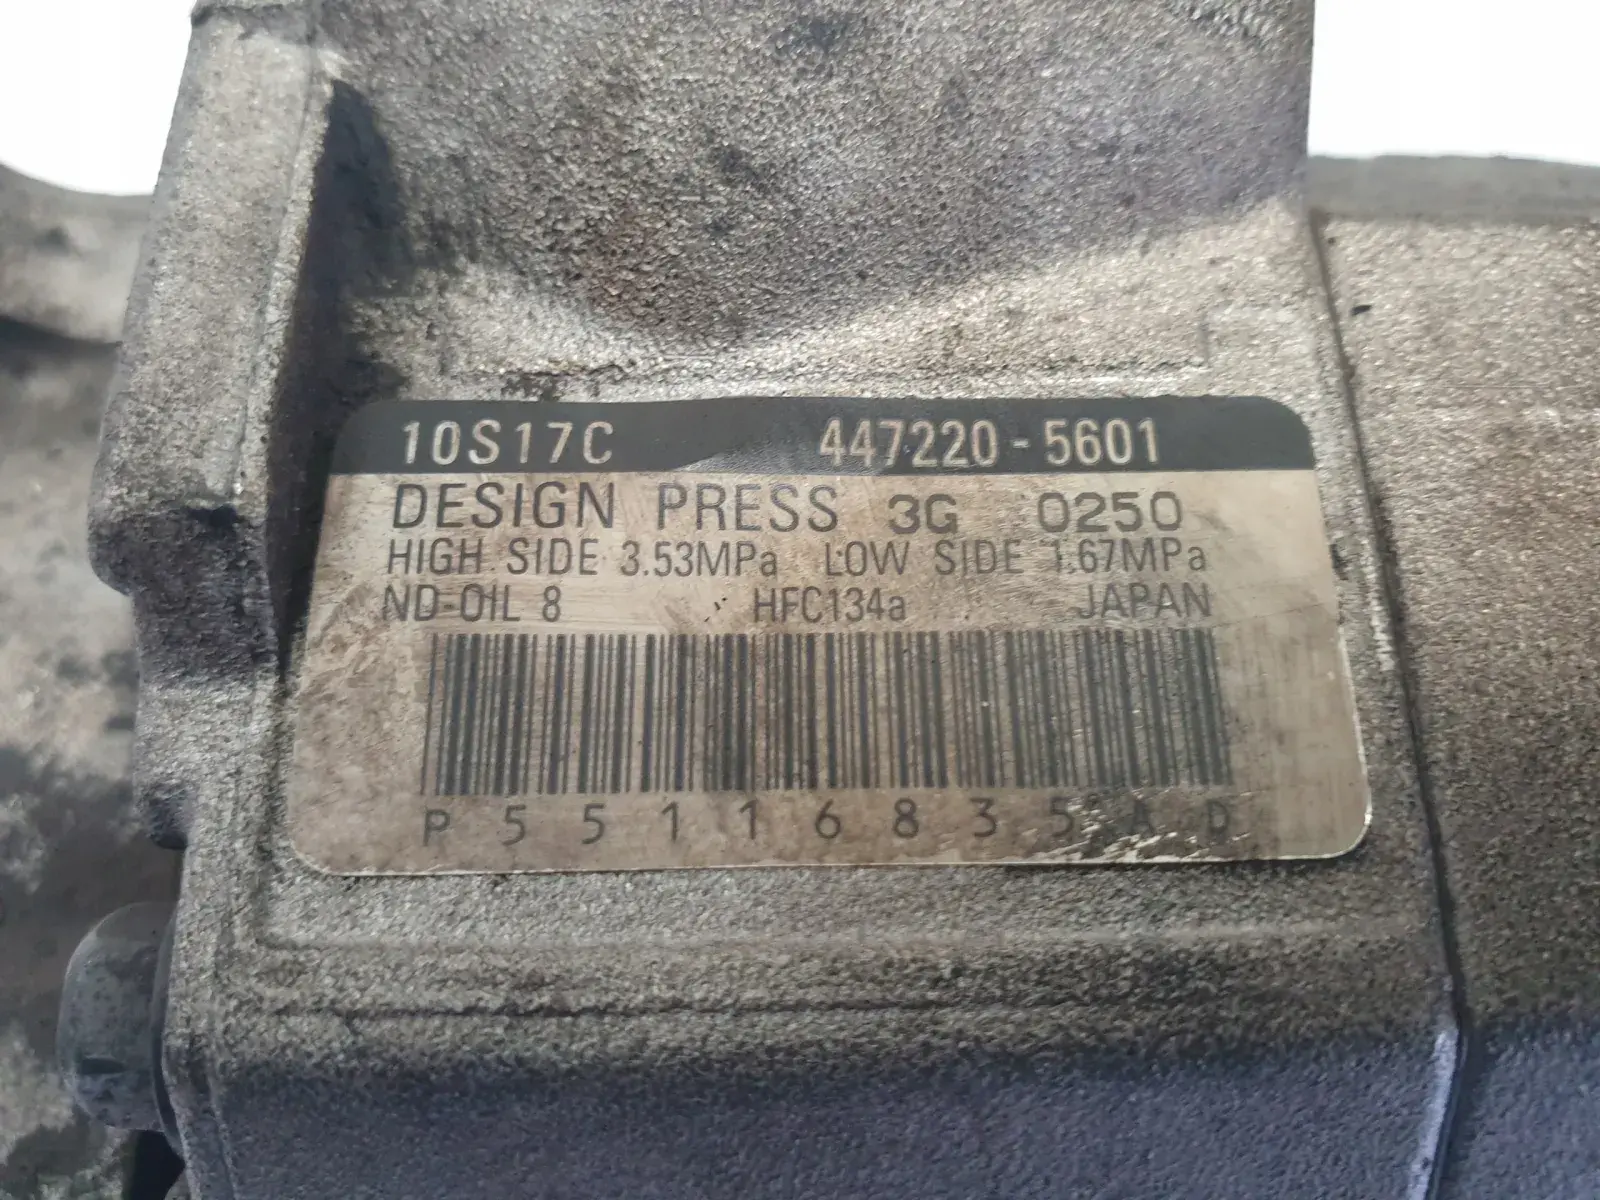 10S17C 447220-5601
DESIGN PRESS 3G 0250
HIGH SIDE 3.53MPa LOW SIDE 1.67MPa
ND-OIL 8 HFC134a JAPAN
P55116835AD